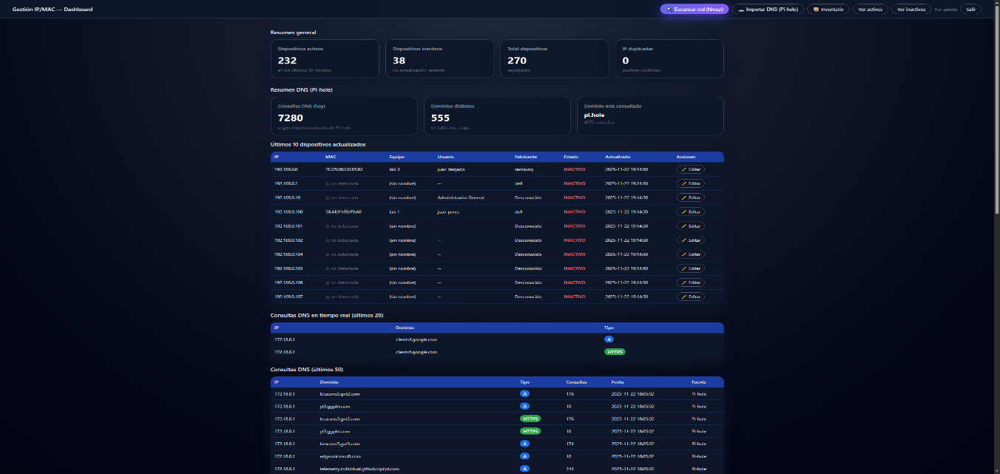 Gestión IP/MAC — Dashboard
Escanear red (Nmap)
Importar DNS (Pi-hole)
Inventario
Ver activos
Ver inactivos
Rol: admin
Salir
Resumen general
Dispositivos activos
232
en los últimos 10 minutos
Dispositivos inactivos
38
sin actualización reciente
Total dispositivos
270
registrados
IP duplicadas
0
posibles conflictos
Resumen DNS (Pi-hole)
Consultas DNS (hoy)
7280
según importaciones desde Pi-hole
Dominios distintos
555
en tabla dns_logs
Dominio más consultado
pi.hole
4970 consultas
Últimos 10 dispositivos actualizados
IP MAC Equipo Usuario Fabricante Estado Actualizado Acciones
192.168.0.0 lab 3 juan delgado samsung INACTIVO 2025-11-22 19:14:50 Editar
192.168.0.1 no detectada (sin nombre) -- dell INACTIVO 2025-11-22 19:14:50 Editar
192.168.0.10 no detectada (sin nombre) Administrador General Desconocido INACTIVO 2025-11-22 19:14:50 Editar
192.168.0.100 lab 1 juan perez dell INACTIVO 2025-11-22 19:14:50 Editar
192.168.0.101 no detectada (sin nombre) Desconocido INACTIVO 2025-11-22 19:14:50 Editar
192.168.0.102 no detectada (sin nombre) -- Desconocido INACTIVO 2025-11-22 19:14:50 Editar
192.168.0.104 no detectada (sin nombre) -- Desconocido INACTIVO 2025-11-22 19:14:50 Editar
192.168.0.105 no detectada (sin nombre) -- Desconocido INACTIVO 2025-11-22 19:14:50 Editar
192.168.0.106 no detectada (sin nombre) -- Desconocido INACTIVO 2025-11-22 19:14:50 Editar
192.168.0.107 no detectada (sin nombre) -- Desconocido INACTIVO 2025-11-22 19:14:50 Editar
Consultas DNS en tiempo real (últimos 20)
IP Dominio Tipo
172.18.0.1 clients4.google.com A
172.18.0.1 clients4.google.com HTTPS
Consultas DNS (últimos 50)
IP Dominio Tipo Consultas Fecha Fuente
172.18.0.1 beacons5.gvt2.com A 176 2025-11-22 18:05:02 Pi-hole
172.18.0.1 yt3.ggpht.com A 10 2025-11-22 18:05:02 Pi-hole
172.18.0.1 beacons5.gvt2.com HTTPS 176 2025-11-22 18:05:02 Pi-hole
172.18.0.1 yt3.ggpht.com HTTPS 10 2025-11-22 18:05:02 Pi-hole
172.18.0.1 beacons5.gvt3.com A 174 2025-11-22 18:05:02 Pi-hole
172.18.0.1 edge.microsoft.com A 10 2025-11-22 18:05:02 Pi-hole
172.18.0.1 telemetry.individual.githubcopilot.com A 241 2025-11-22 18:05:02 Pi-hole